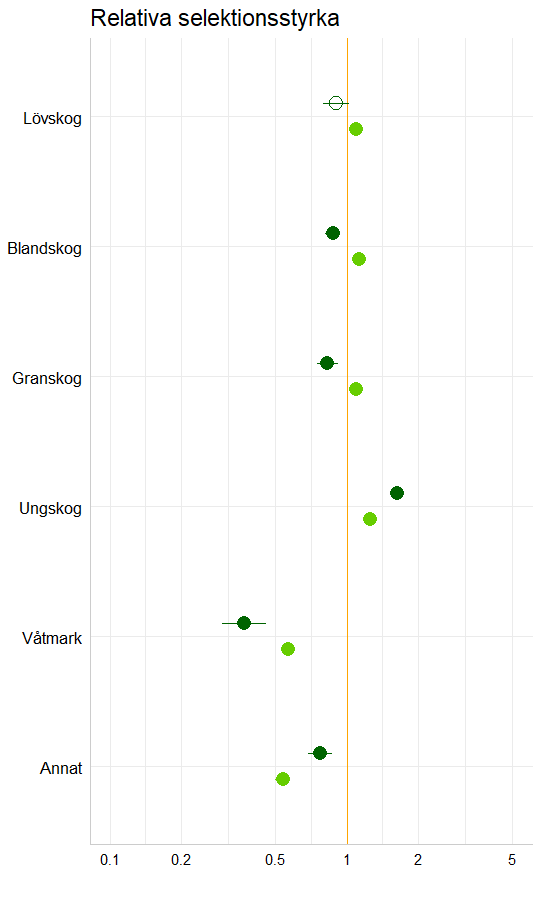 Relativa selektionsstyrka
Lövskog
Blandskog
Granskog
Ungskog
Våtmark
Annat
0.1 0.2 0.5 1 2 5